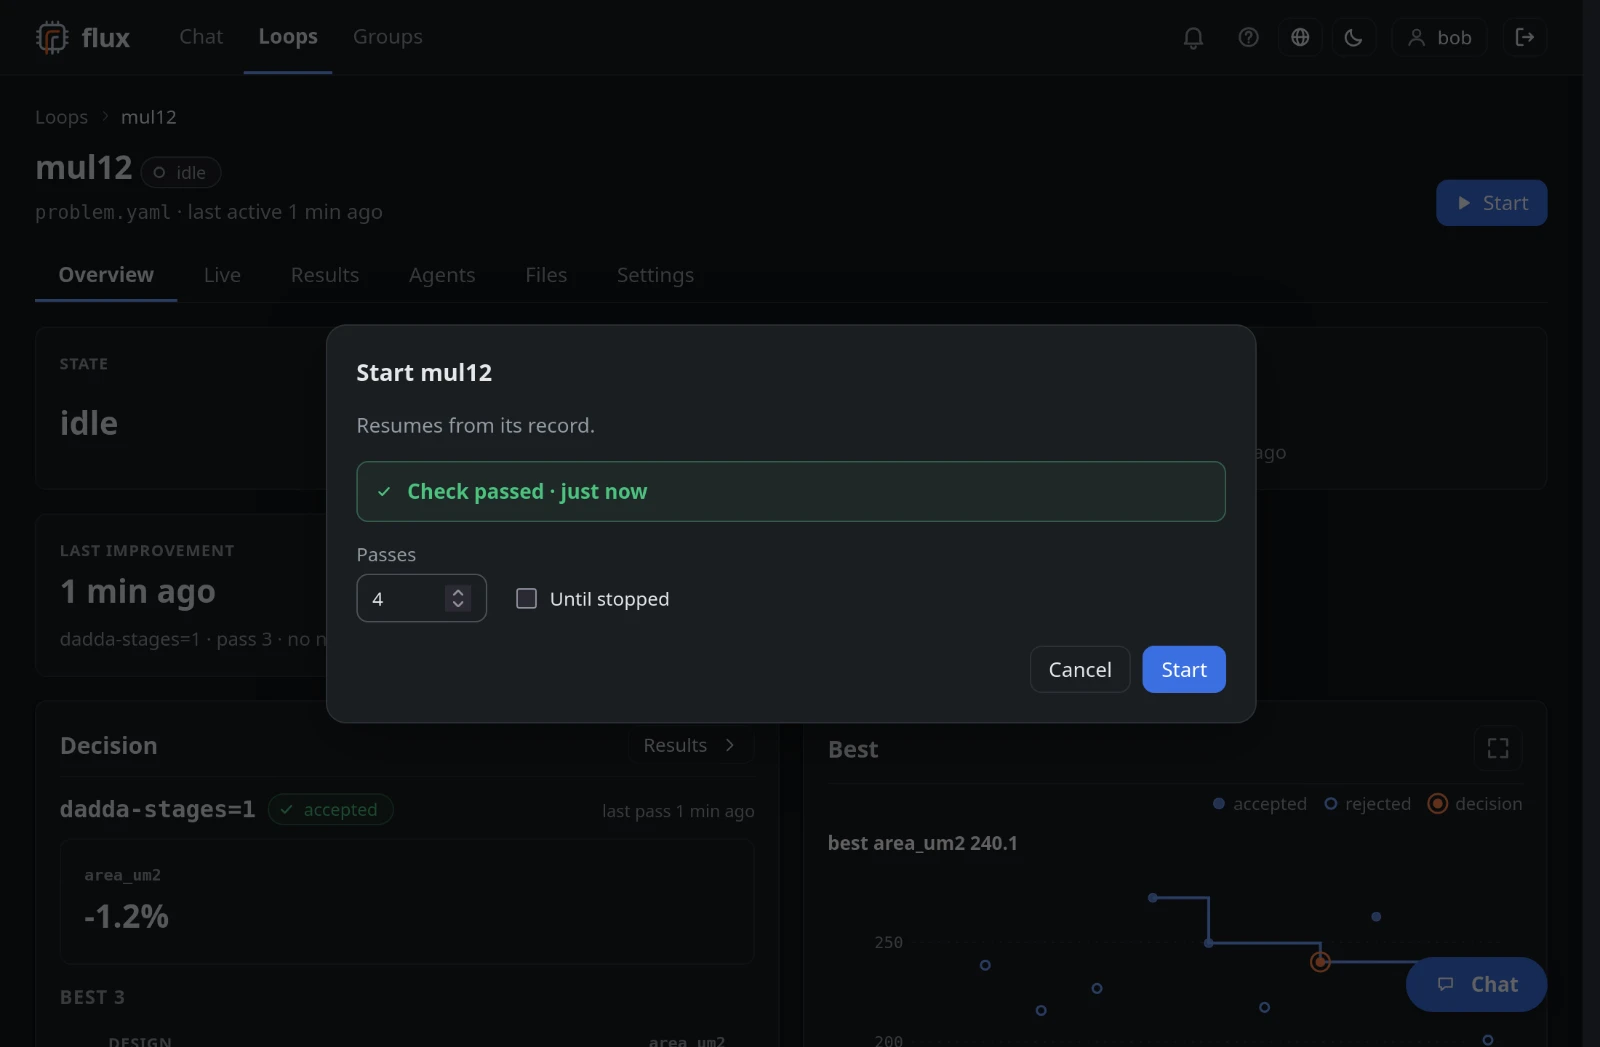 flux
Chat
Loops
Groups
bob
Loops > mul12
mul12
idle
problem.yaml · last active 1 min ago
Start
Overview
Live
Results
Agents
Files
Settings
STATE
idle
ago
LAST IMPROVEMENT
1 min ago
dadda-stages=1 · pass 3 · no
Start mul12
Resumes from its record.
Check passed · just now
Passes
4
Until stopped
Cancel
Start
Decision
Results
dadda-stages=1
accepted
last pass 1 min ago
area_um2
-1.2%
BEST 3
DESIGN
area_um2
Best
accepted
rejected
decision
best area_um2 240.1
250
200
Chat